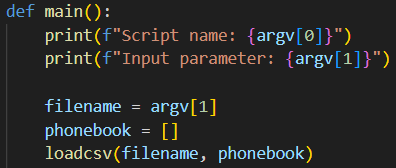 def main():
    print(f"Script name: {argv[0]}")
    print(f"Input parameter: {argv[1]}")

    filename = argv[1]
    phonebook = []
    loadcsv(filename, phonebook)